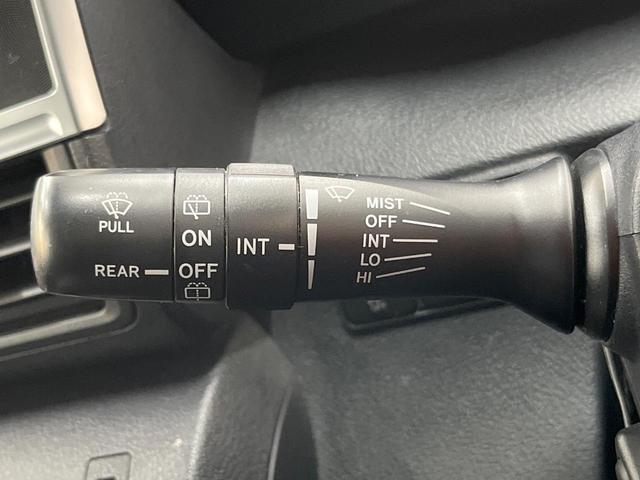 PULL
REAR
ON
OFF
INT
MIST
OFF
INT
LO
HI